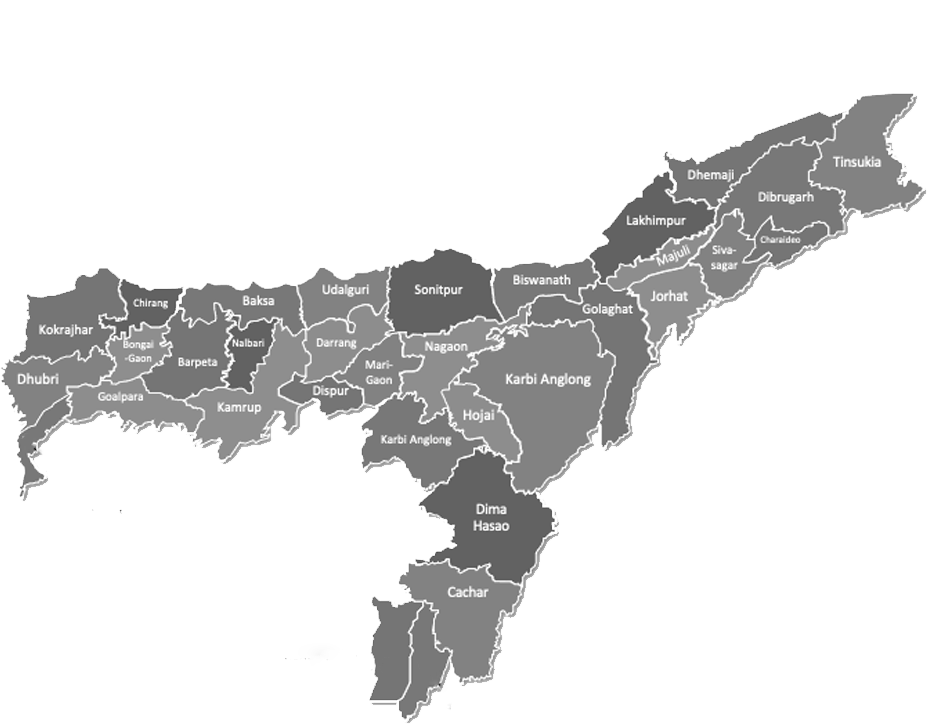 Tinsukia
Dhemaji
Dibrugarh
Lakhimpur
Charaideo
Majuli
Siva-
sagar
Biswanath
Sonitpur
Udalguri
Baksa
Chirang
Jorhat
Golaghat
Kokrajhar
Bongai
-Gaon
Nalbari
Darrang
Nagaon
Barpeta
Mari-
Gaon
Dhubri
Karbi Anglong
Dispur
Goalpara
Kamrup
Hojai
Karbi Anglong
Dima
Hasao
Cachar